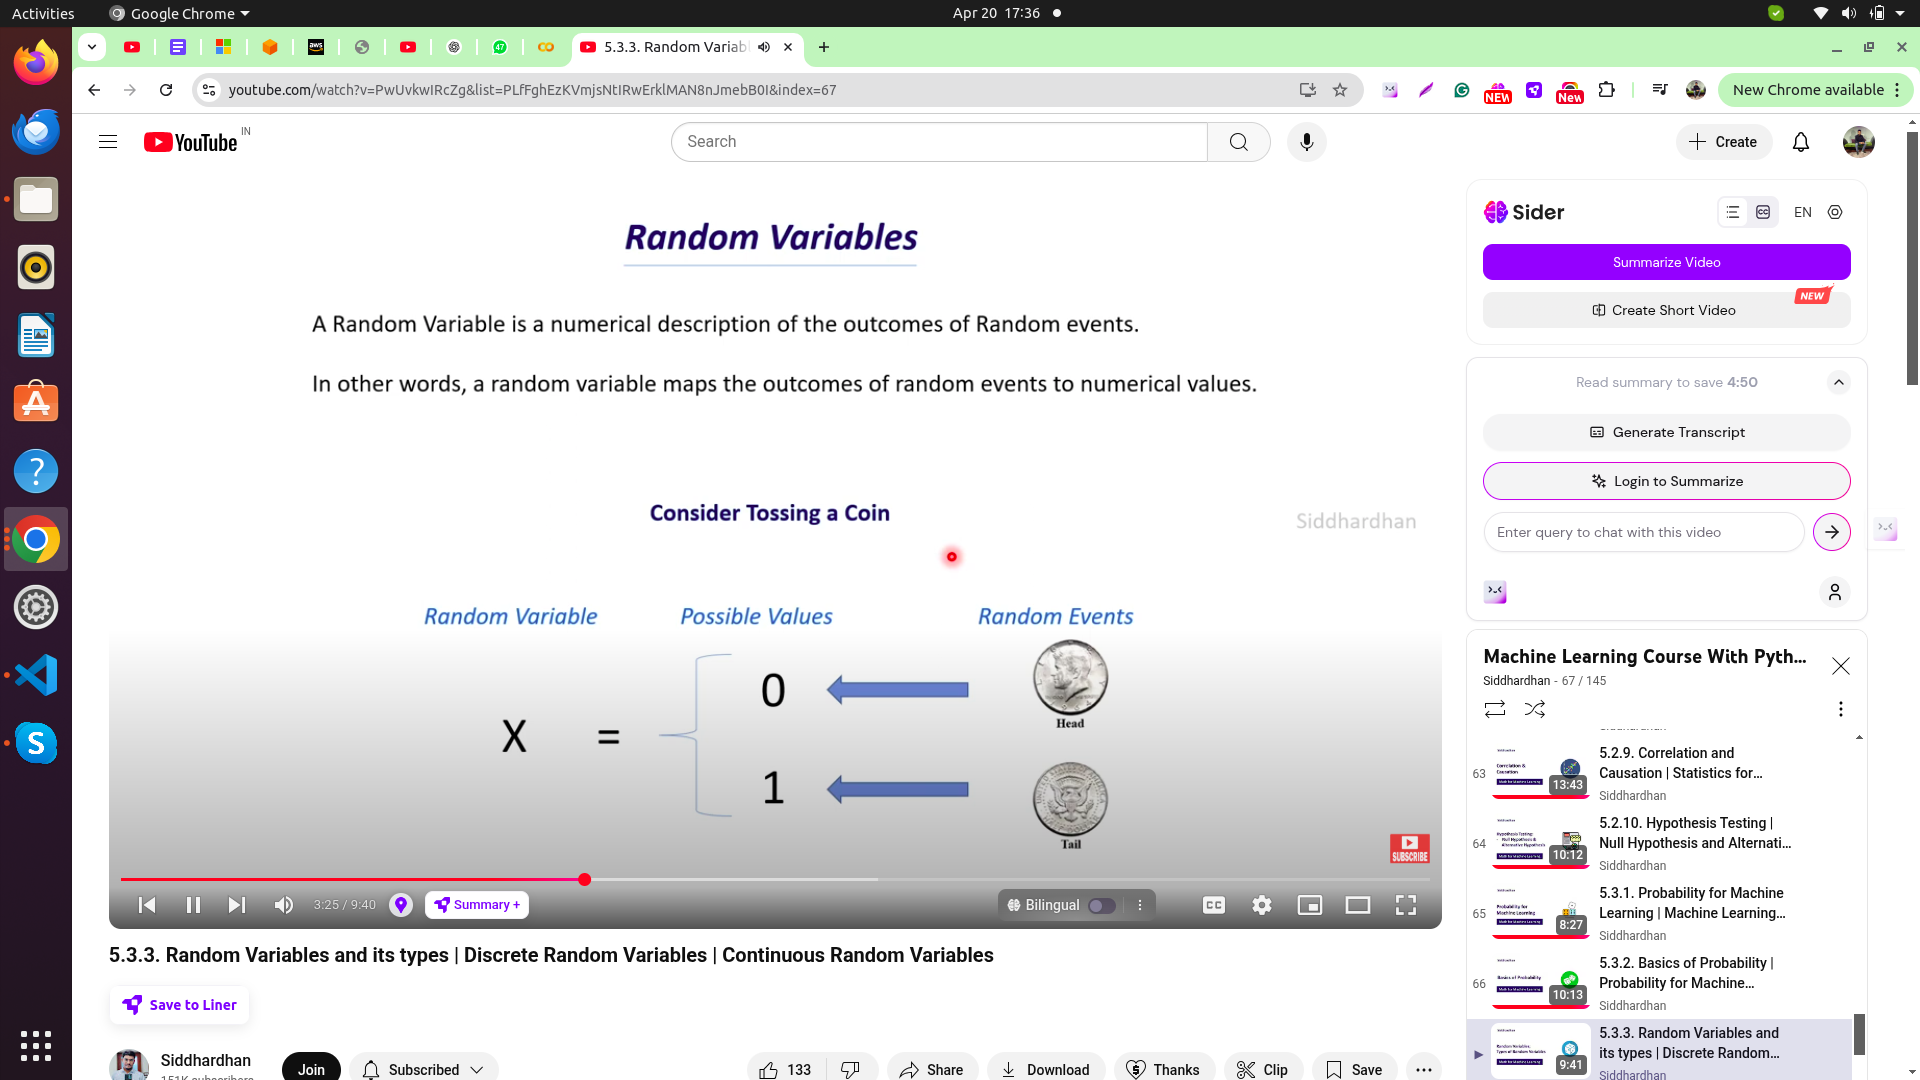 Activities
Google Chrome
Apr 20 17:36
47
aws
5.3.3. Random Variabl
youtube.com/watch?v=PwUvkwIRcZg&list=PLfFghEzKVmjsNtIRwErklMAN8nJmebB0I&index=67
NEW
New
New Chrome available
YouTube
IN
Search
Create
Random Variables
A Random Variable is a numerical description of the outcomes of Random events.
In other words, a random variable maps the outcomes of random events to numerical values.
Consider Tossing a Coin
Siddhardhan
Random Variable
Possible Values
Random Events
X
=
0
1
Head
Tail
SUBSCRIBE
3:25 / 9:40
Summary +
Bilingual
5.3.3. Random Variables and its types | Discrete Random Variables | Continuous Random Variables
Save to Liner
Siddhardhan
Join
Subscribed
133
Share
Download
Thanks
Clip
Save
Sider
EN
Summarize Video
NEW
Create Short Video
Read summary to save 4:50
Generate Transcript
Login to Summarize
Enter query to chat with this video
Machine Learning Course With Pyth...
Siddhardhan - 67 / 145
63
13:43
5.2.9. Correlation and
Causation | Statistics for...
Siddhardhan
64
10:12
5.2.10. Hypothesis Testing |
Null Hypothesis and Alternati...
Siddhardhan
65
8:27
5.3.1. Probability for Machine
Learning | Machine Learning...
Siddhardhan
66
10:13
5.3.2. Basics of Probability |
Probability for Machine...
Siddhardhan
9:41
5.3.3. Random Variables and
its types | Discrete Random...
Siddhardhan